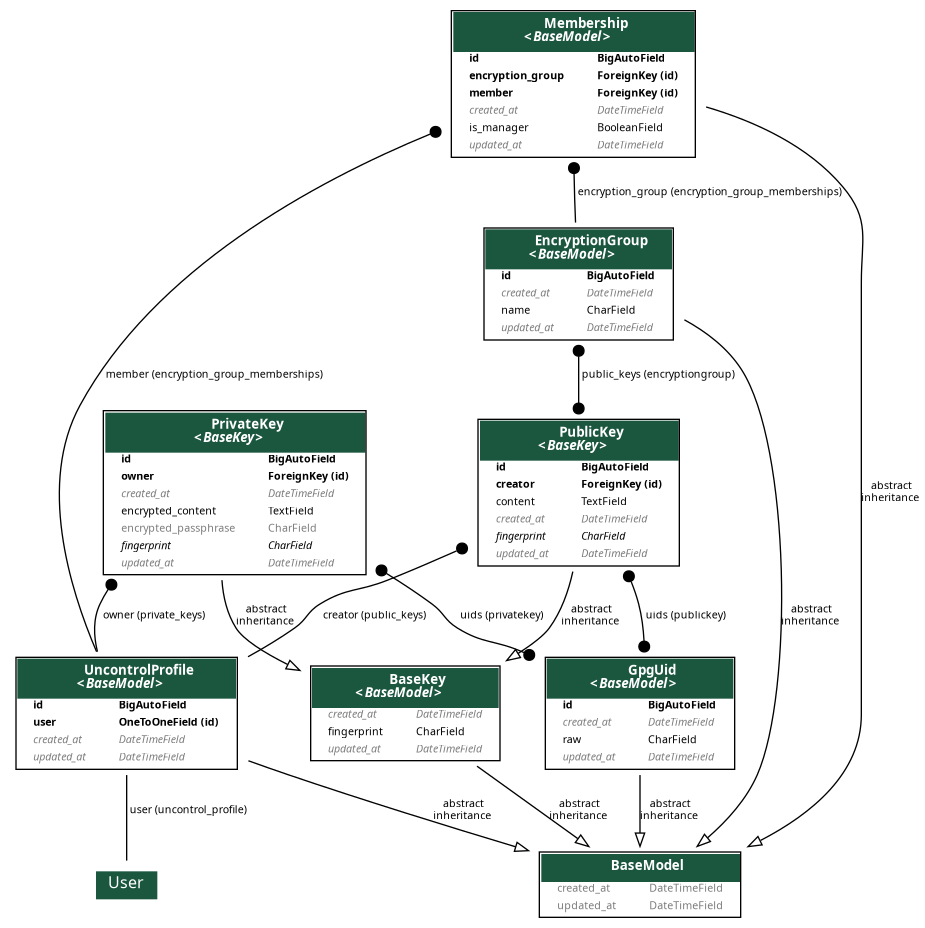 Membership
<BaseModel>
id BigAutoField
encryption_group ForeignKey (id)
member ForeignKey (id)
created_at DateTimeField
is_manager BooleanField
updated_at DateTimeField
encryption_group (encryption_group_memberships)
EncryptionGroup
<BaseModel>
id BigAutoField
created_at DateTimeField
name CharField
updated_at DateTimeField
member (encryption_group_memberships)
public_keys (encryptiongroup)
PrivateKey
<BaseKey>
id BigAutoField
owner ForeignKey (id)
created_at DateTimeField
encrypted_content TextField
encrypted_passphrase CharField
fingerprint CharField
updated_at DateTimeField
PublicKey
<BaseKey>
id BigAutoField
creator ForeignKey (id)
content TextField
created_at DateTimeField
fingerprint CharField
updated_at DateTimeField
abstract
inheritance
owner (private_keys)
abstract
inheritance
creator (public_keys)
uids (privatekey)
abstract
inheritance
uids (publickey)
abstract
inheritance
UncontrolProfile
<BaseModel>
id BigAutoField
user OneToOneField (id)
created_at DateTimeField
updated_at DateTimeField
BaseKey
<BaseModel>
created_at DateTimeField
fingerprint CharField
updated_at DateTimeField
GpgUid
<BaseModel>
id BigAutoField
created_at DateTimeField
raw CharField
updated_at DateTimeField
user (uncontrol_profile)
abstract
inheritance
abstract
inheritance
abstract
inheritance
User
BaseModel
created_at DateTimeField
updated_at DateTimeField